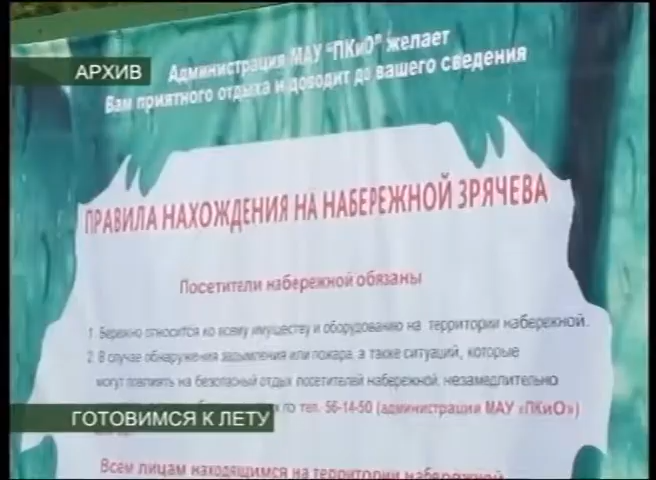 АРХИВ
Администрация МАУ "ПКиО" желает
Вам приятного отдыха и доводит до вашего сведения
ПРАВИЛА НАХОЖДЕНИЯ НА НАБЕРЕЖНОЙ ЗРЯЧЕВА
Посетители набережной обязаны
1. Бережно относится ко всему имуществу и оборудованию на территории набережной.
2. В случае обнаружения задымления или пожара, а также ситуаций, которые
могут повлиять на безопасный отдых посетителей набережной, незамедлительно
по тел. 56-14-50 (администрация МАУ «ПКиО»)
ГОТОВИМСЯ К ЛЕТУ
Всем лицам находящимся на территории набережной